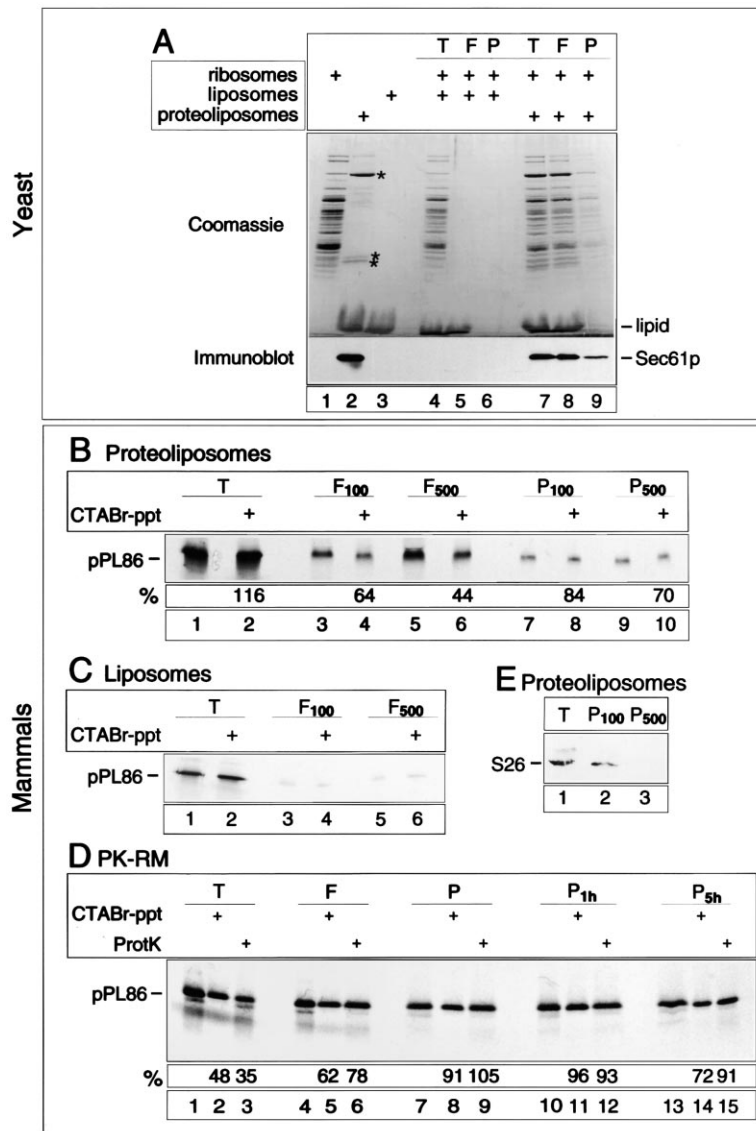 Yeast
A
T F P T F P
ribosomes + + + + + + +
liposomes + + + +
proteoliposomes + + + +
Coomassie
*
*
*
lipid
Immunoblot
Sec61p
1 2 3 4 5 6 7 8 9
Mammals
B Proteoliposomes
T F100 F500 P100 P500
CTABr-ppt + + + + +
pPL86
% 116 64 44 84 70
1 2 3 4 5 6 7 8 9 10
C Liposomes
T F100 F500
CTABr-ppt + + +
pPL86
1 2 3 4 5 6
E Proteoliposomes
T P100 P500
S26
1 2 3
D PK-RM
T F P P1h P5h
CTABr-ppt + + + + +
ProtK + + + + +
pPL86
% 48 35 62 78 91 105 96 93 72 91
1 2 3 4 5 6 7 8 9 10 11 12 13 14 15